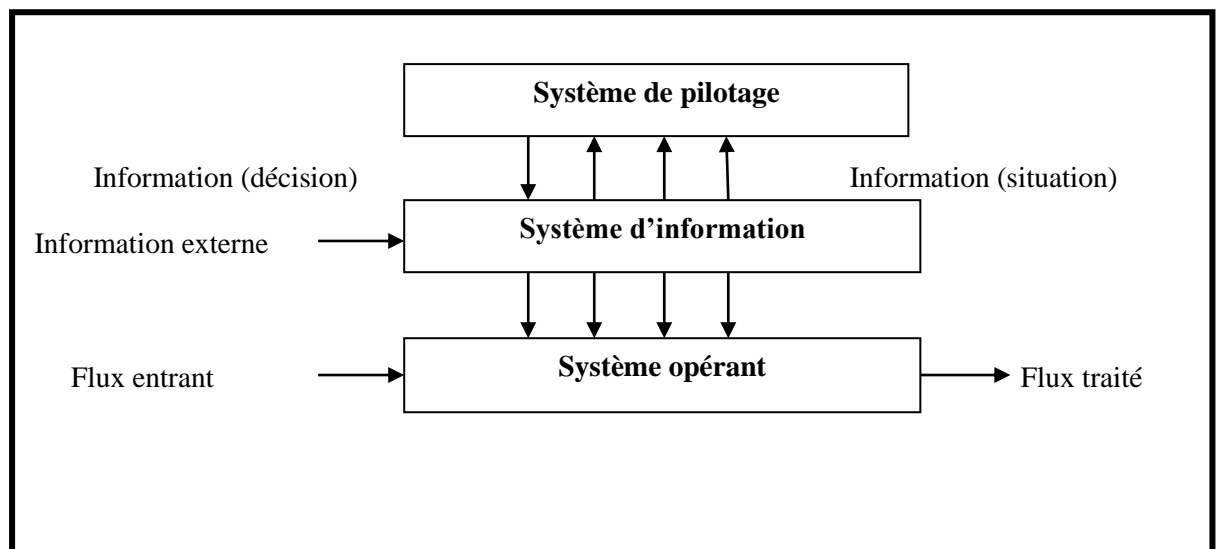 Système de pilotage
Information (décision)
Information (situation)
Système d’information
Information externe
Système opérant
Flux entrant
Flux traité